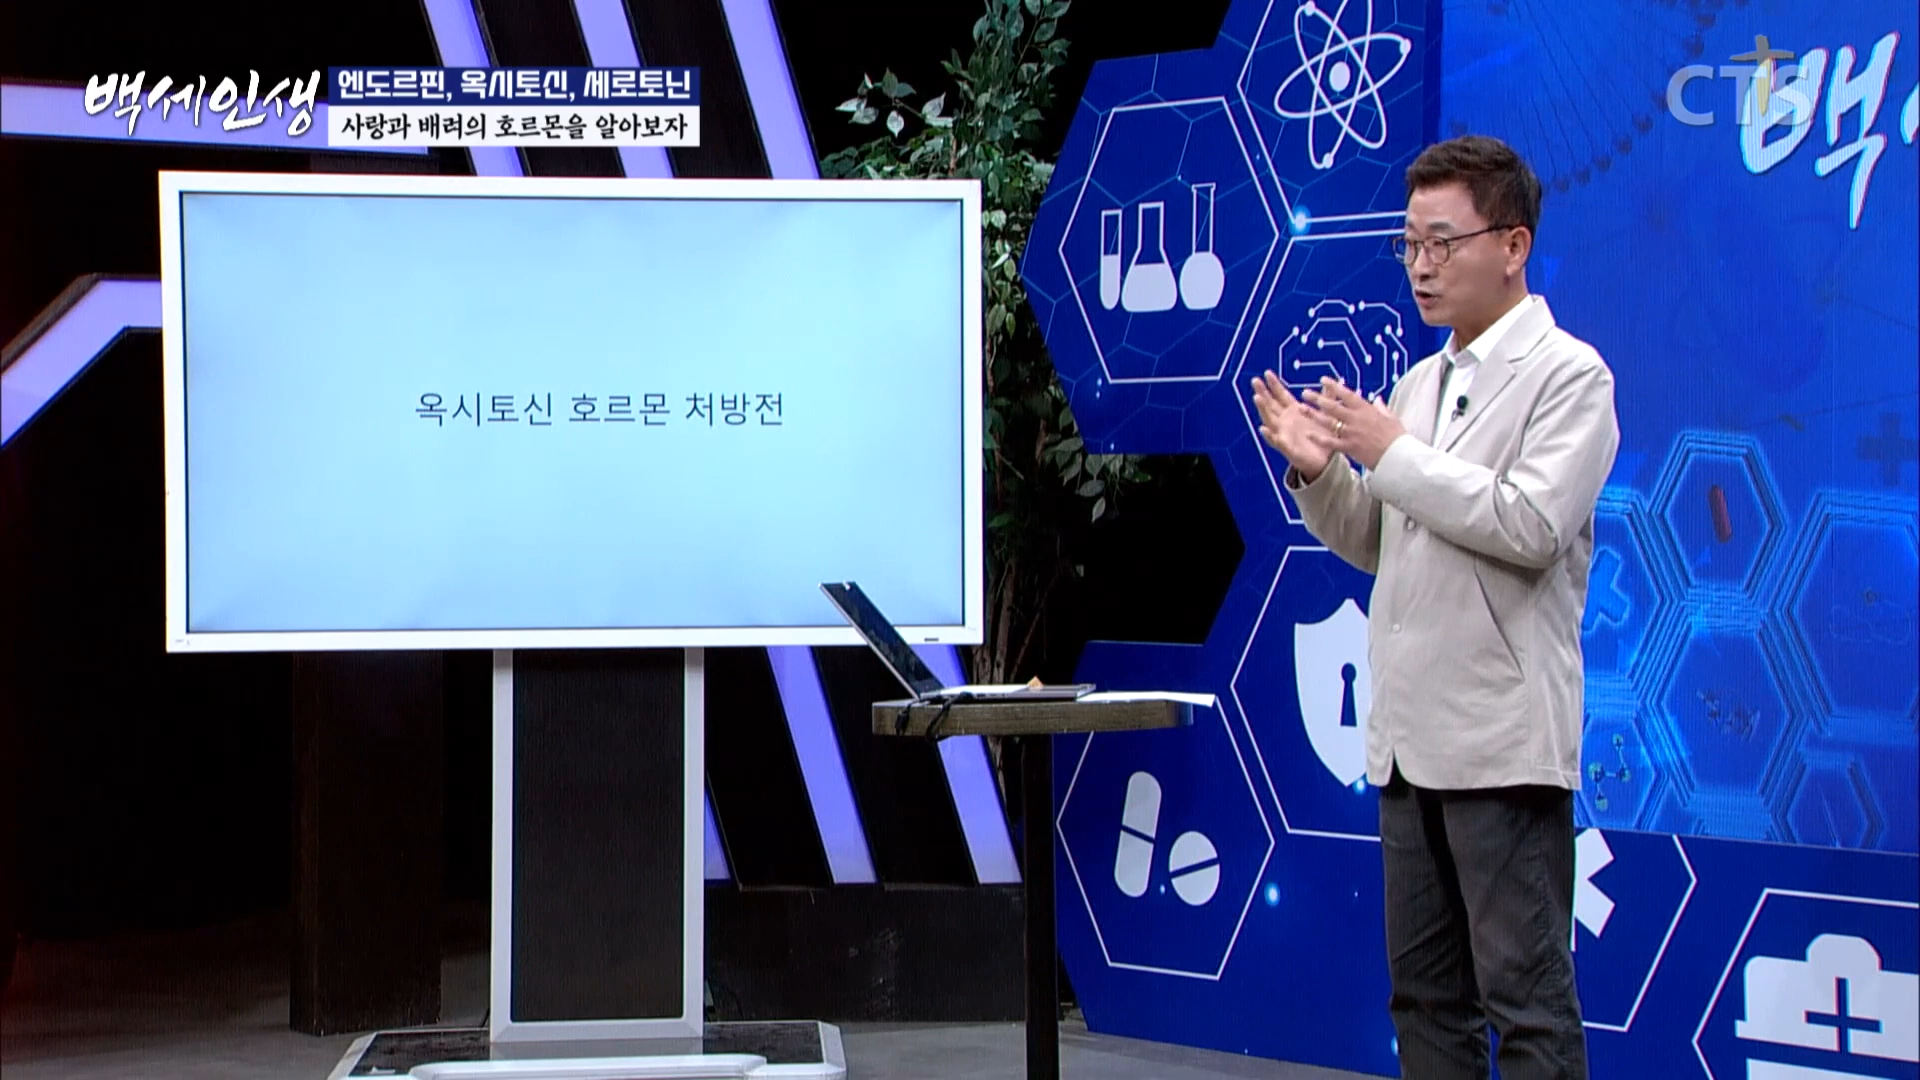 백세인생
엔도르핀, 옥시토신, 세로토닌
사랑과 배려의 호르몬을 알아보자
CTS
백
옥시토신 호르몬 처방전